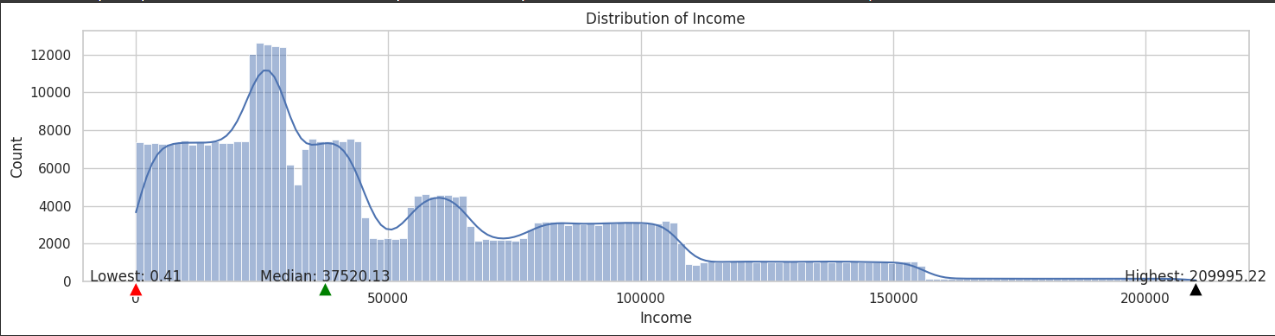 Distribution of Income
Count
12000
10000
8000
6000
4000
2000
0
Lowest: 0.41
Median: 37520.13
Highest: 209995.22
0
50000
100000
150000
200000
Income